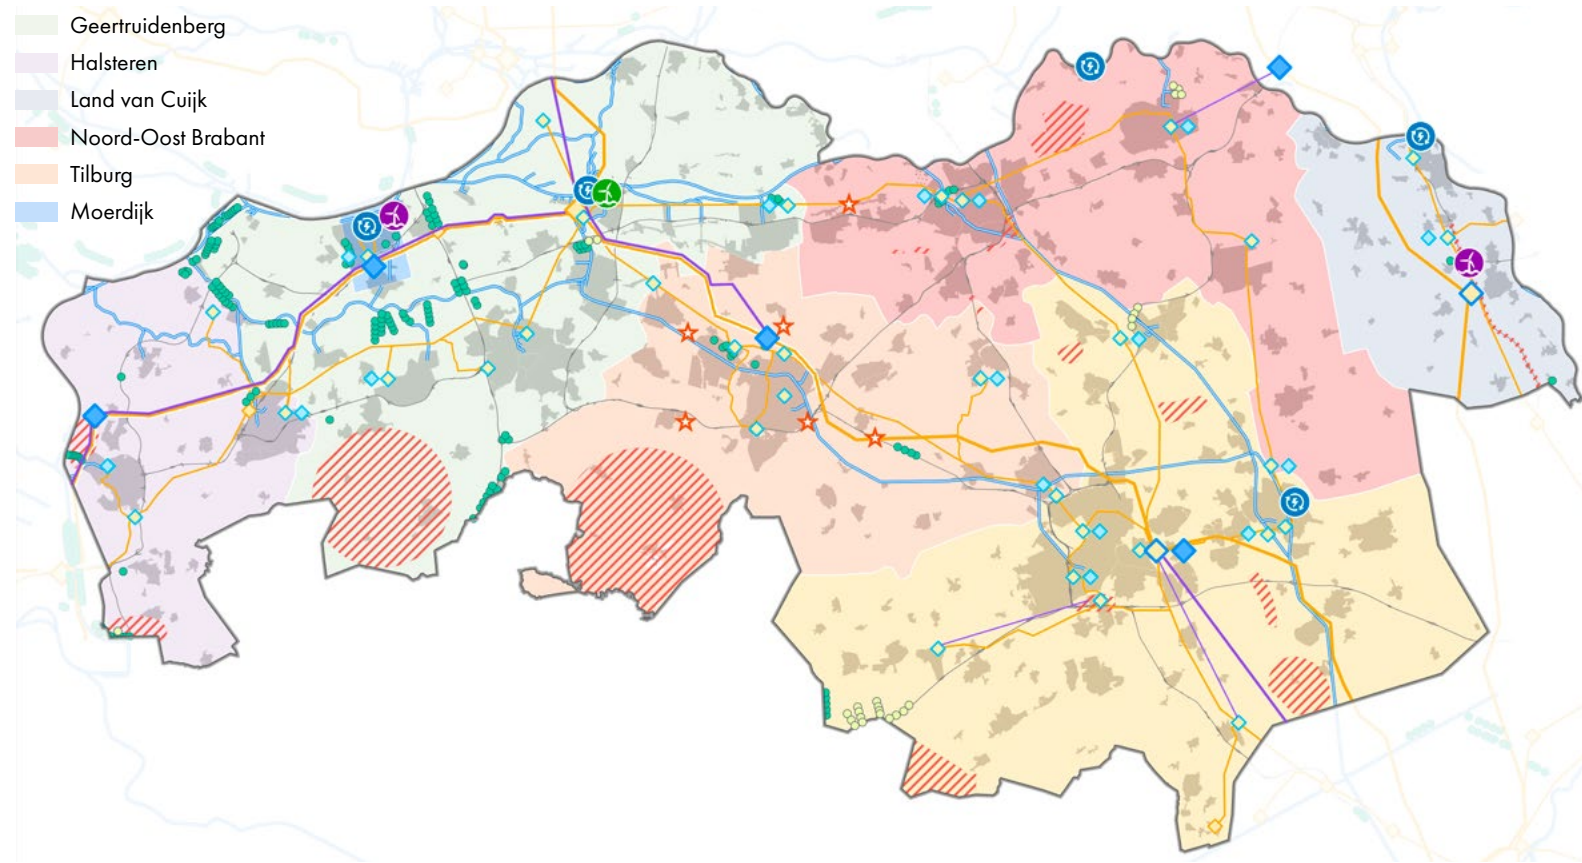 Geertruidenberg
Halsteren
Land van Cuijk
Noord-Oost Brabant
Tilburg
Moerdijk